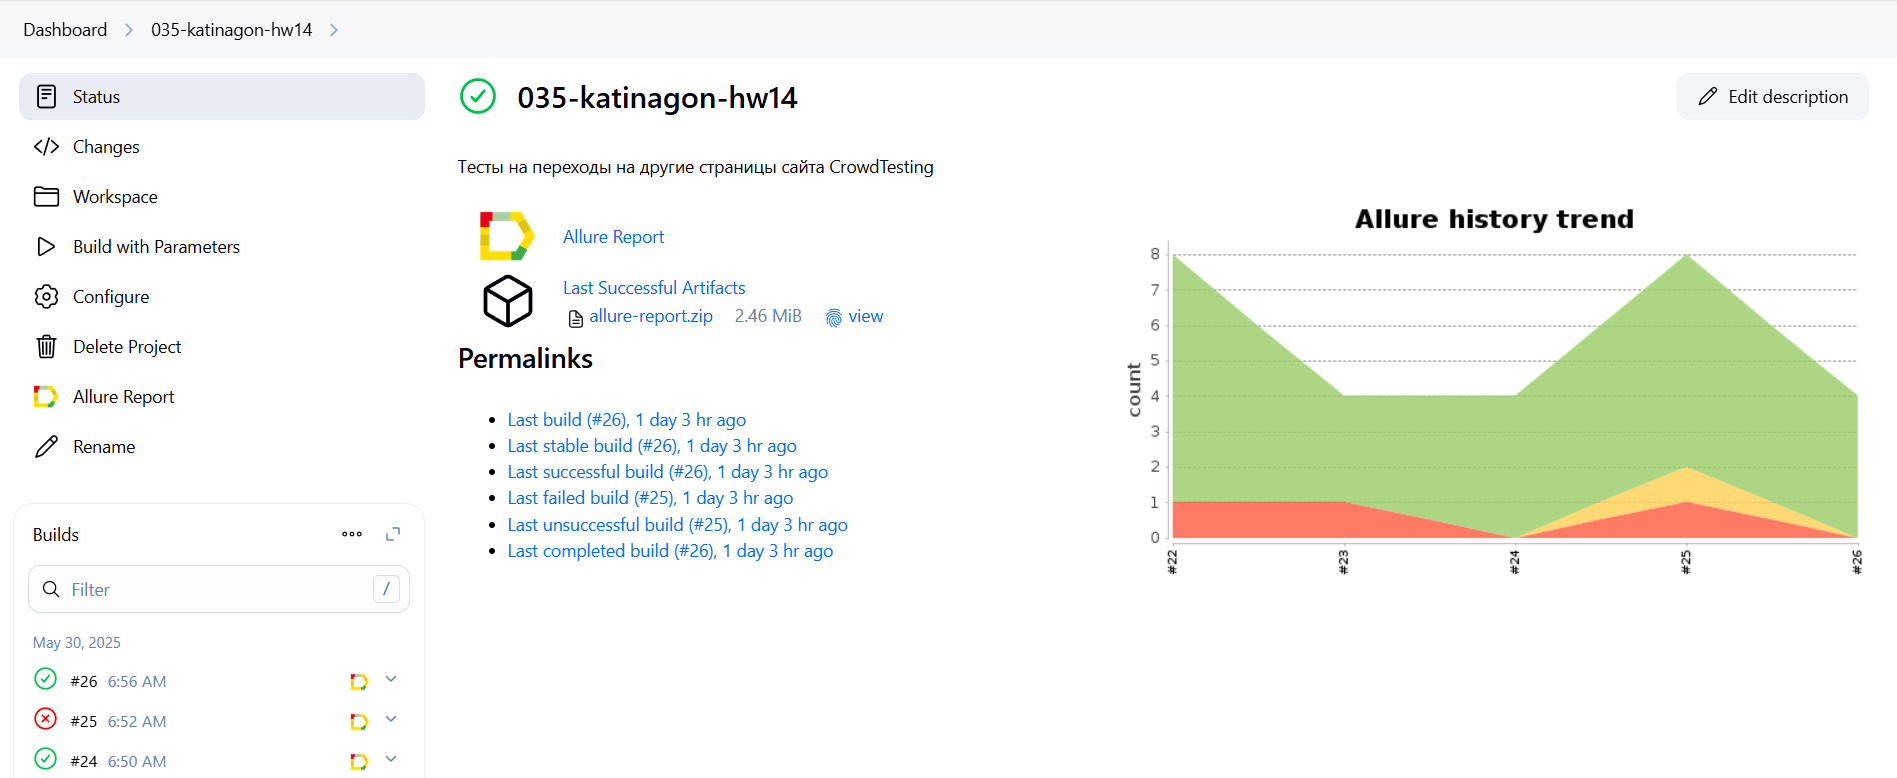 Dashboard
035-katinagon-hw14
Status
Changes
Workspace
Build with Parameters
Configure
Delete Project
Allure Report
Rename
Builds
Filter
/
May 30, 2025
#26 6:56 AM
#25 6:52 AM
#24 6:50 AM
035-katinagon-hw14
Edit description
Тесты на переходы на другие страницы сайта CrowdTesting
Allure Report
Last Successful Artifacts
allure-report.zip 2.46 MiB view
Permalinks
Last build (#26), 1 day 3 hr ago
Last stable build (#26), 1 day 3 hr ago
Last successful build (#26), 1 day 3 hr ago
Last failed build (#25), 1 day 3 hr ago
Last unsuccessful build (#25), 1 day 3 hr ago
Last completed build (#26), 1 day 3 hr ago
Allure history trend
count
8
7
6
5
4
3
2
1
0
#22
#23
#24
#25
#26